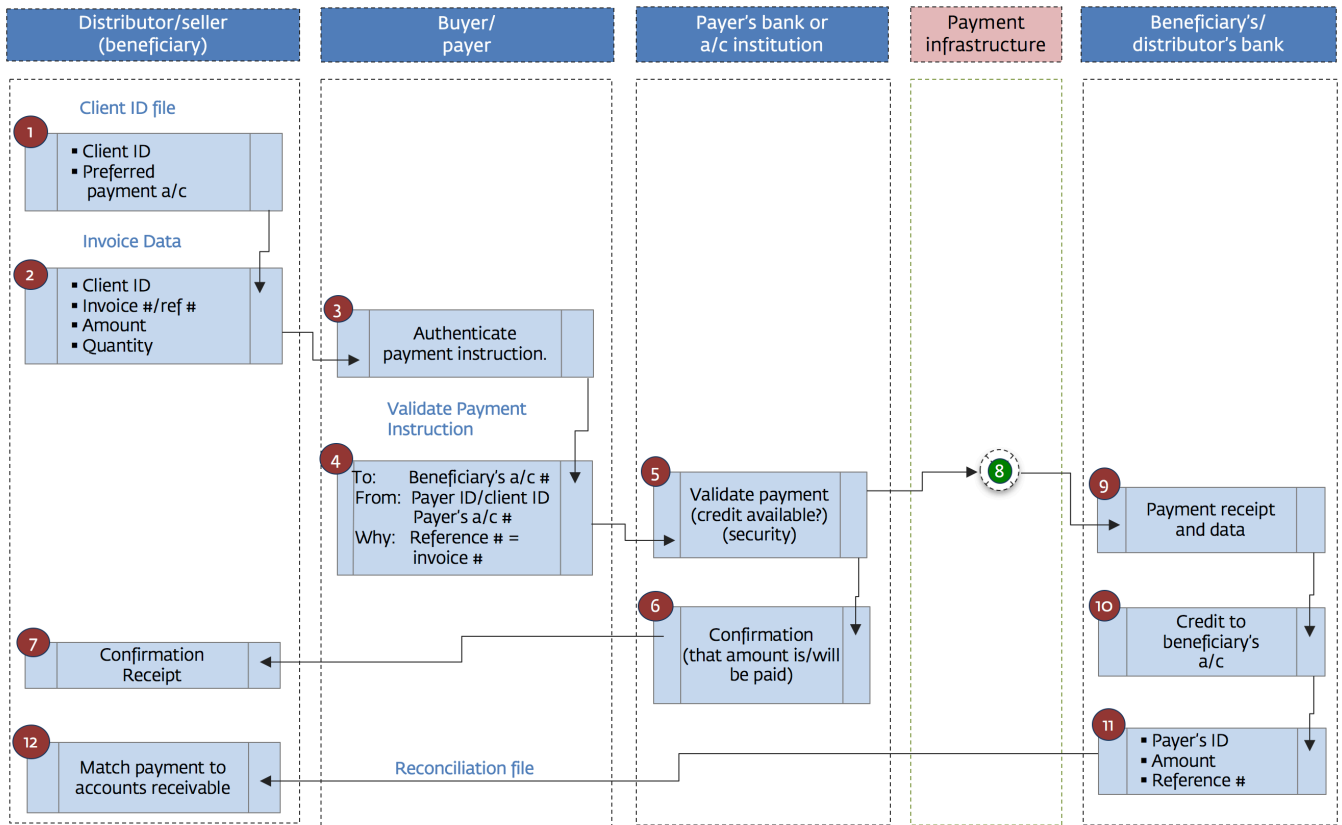 Distributor/seller
(beneficiary)
Buyer/
payer
Payer's bank or
a/c institution
Payment
infrastructure
Beneficiary's/
distributor's bank
Client ID file
1
▪ Client ID
▪ Preferred
payment a/c
Invoice Data
2
▪ Client ID
▪ Invoice #/ref #
▪ Amount
▪ Quantity
3
Authenticate
payment instruction.
Validate Payment
Instruction
4
To: Beneficiary's a/c #
From: Payer ID/client ID
Payer's a/c #
Why: Reference # =
invoice #
5
Validate payment
(credit available?)
(security)
6
Confirmation
(that amount is/will
be paid)
7
Confirmation
Receipt
8
9
Payment receipt
and data
10
Credit to
beneficiary's
a/c
11
▪ Payer's ID
▪ Amount
▪ Reference #
Reconciliation file
12
Match payment to
accounts receivable